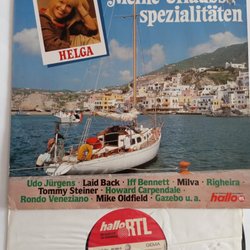 Meine Urlaubs-
spezialitäten
HELGA
Udo Jürgens · Laid Back · Iff Bennett · Milva · Righeira
Tommy Steiner · Howard Carpendale ·
Rondo Veneziano · Mike Oldfield · Gazebo u. a.
hallo
hallo RTL
GEMA